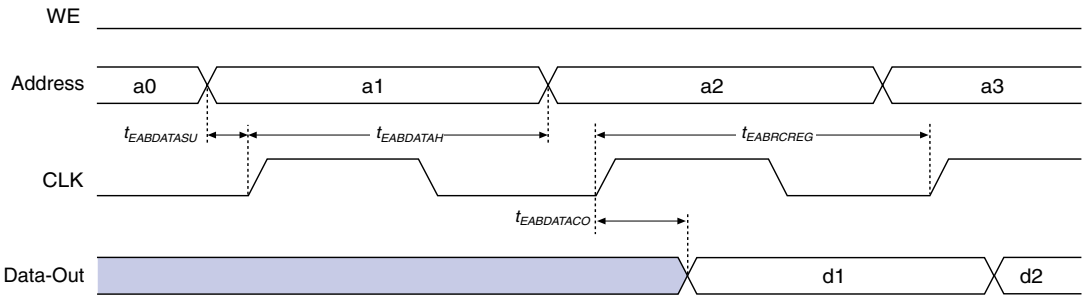 WE
Address a0 a1 a2 a3
tEABDATASU tEABDATAH tEABRCREG
CLK
tEABDATACO
Data-Out d1 d2